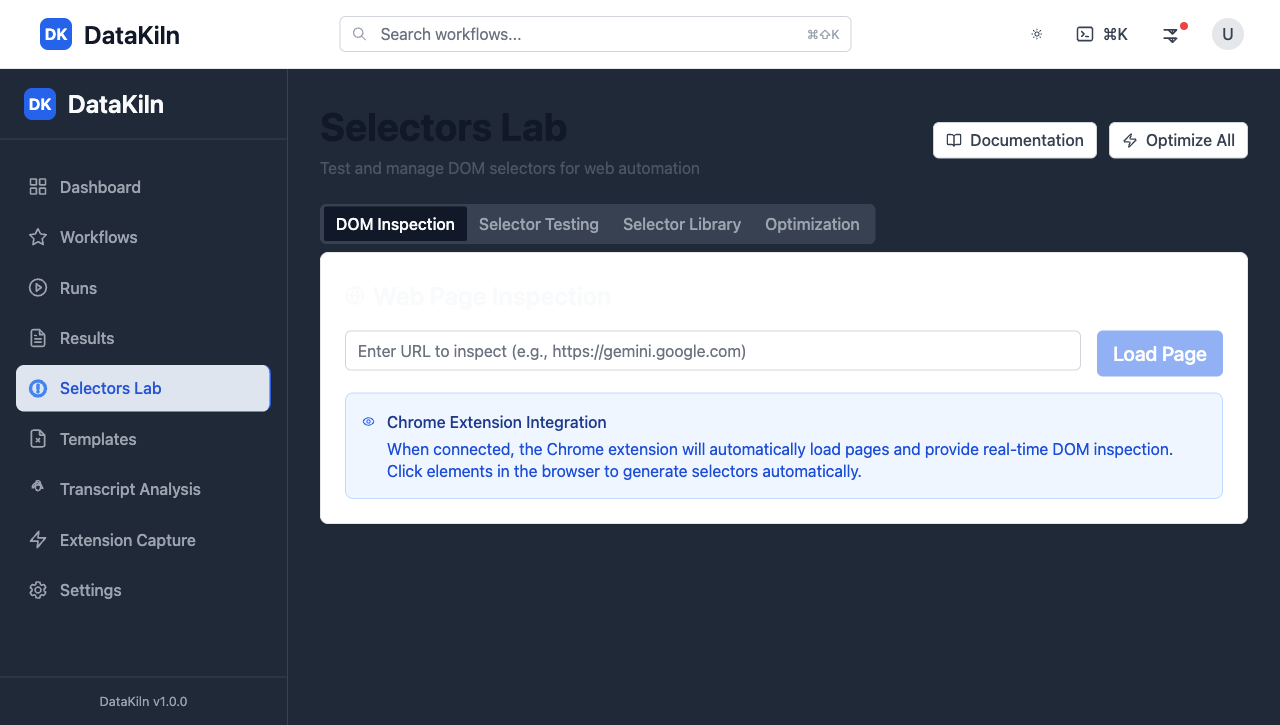 DK DataKiln
Search workflows... ⌘⇧K
⌘K
U
DK DataKiln
Dashboard
Workflows
Runs
Results
Selectors Lab
Templates
Transcript Analysis
Extension Capture
Settings
DataKiln v1.0.0
Selectors Lab
Test and manage DOM selectors for web automation
Documentation
Optimize All
DOM Inspection Selector Testing Selector Library Optimization
Web Page Inspection
Enter URL to inspect (e.g., https://gemini.google.com)
Load Page
Chrome Extension Integration
When connected, the Chrome extension will automatically load pages and provide real-time DOM inspection.
Click elements in the browser to generate selectors automatically.